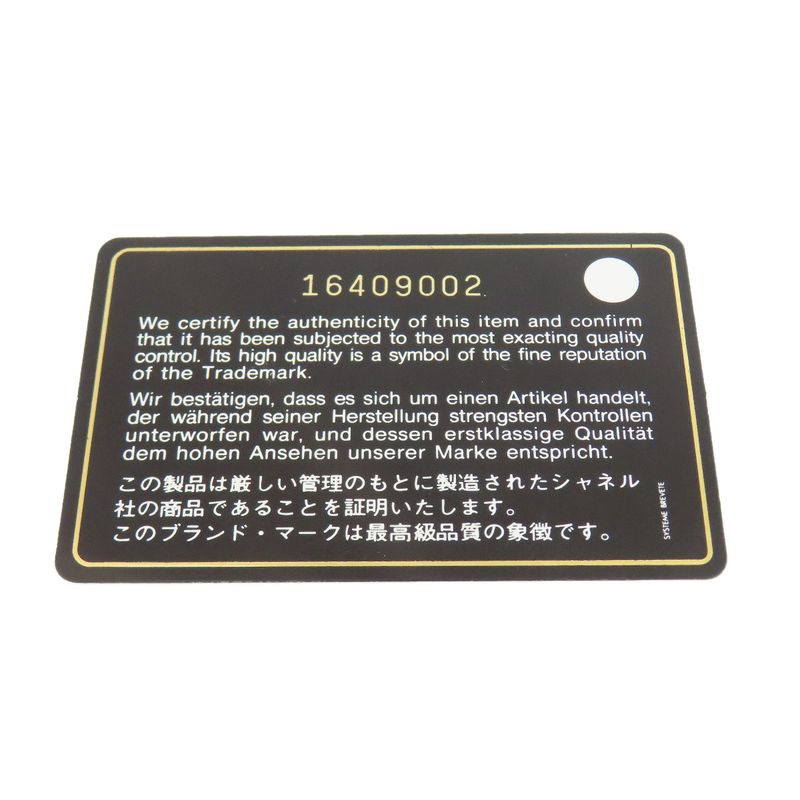 16409002
We certify the authenticity of this item and confirm
that it has been subjected to the most exacting quality
control. Its high quality is a symbol of the fine reputation
of the Trademark.
Wir bestätigen, dass es sich um einen Artikel handelt,
der während seiner Herstellung strengsten Kontrollen
unterworfen war, und dessen erstklassige Qualität
dem hohen Ansehen unserer Marke entspricht.
この製品は厳しい管理のもとに製造されたシャネル
社の商品であることを証明いたします。
このブランド・マークは最高級品質の象徴です。
SYSTEME BREVETE